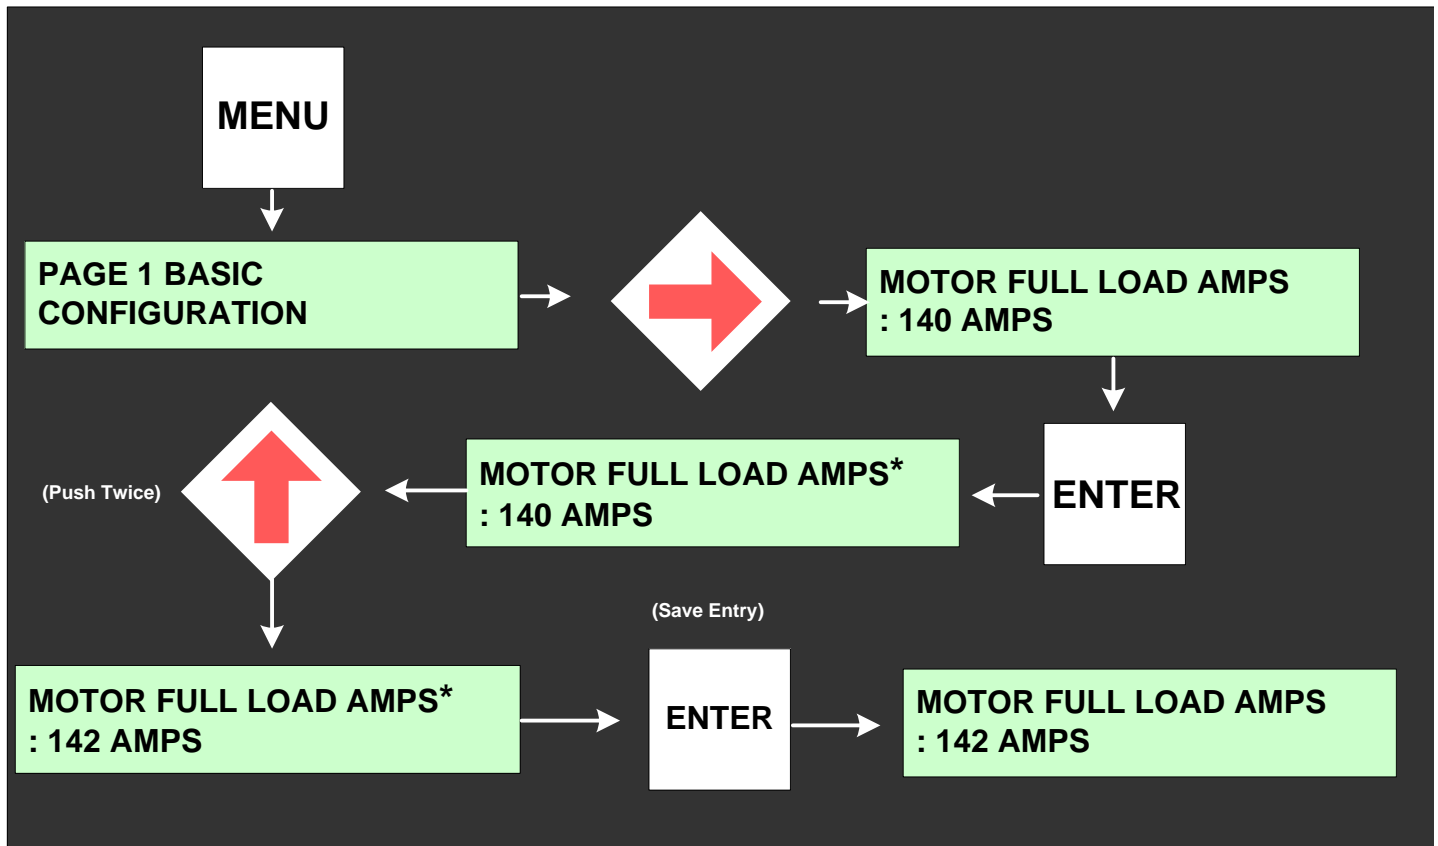 MENU
PAGE 1 BASIC
CONFIGURATION
MOTOR FULL LOAD AMPS
: 140 AMPS
ENTER
MOTOR FULL LOAD AMPS*
: 140 AMPS
(Push Twice)
MOTOR FULL LOAD AMPS*
: 142 AMPS
(Save Entry)
ENTER
MOTOR FULL LOAD AMPS
: 142 AMPS